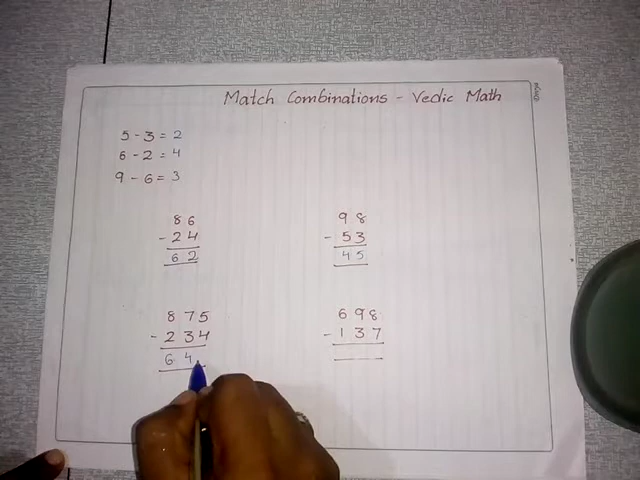 Match Combinations - Vedic Math
5 - 3 = 2
6 - 2 = 4
9 - 6 = 3
86
- 24
62
98
- 53
45
875
- 234
64
698
- 137